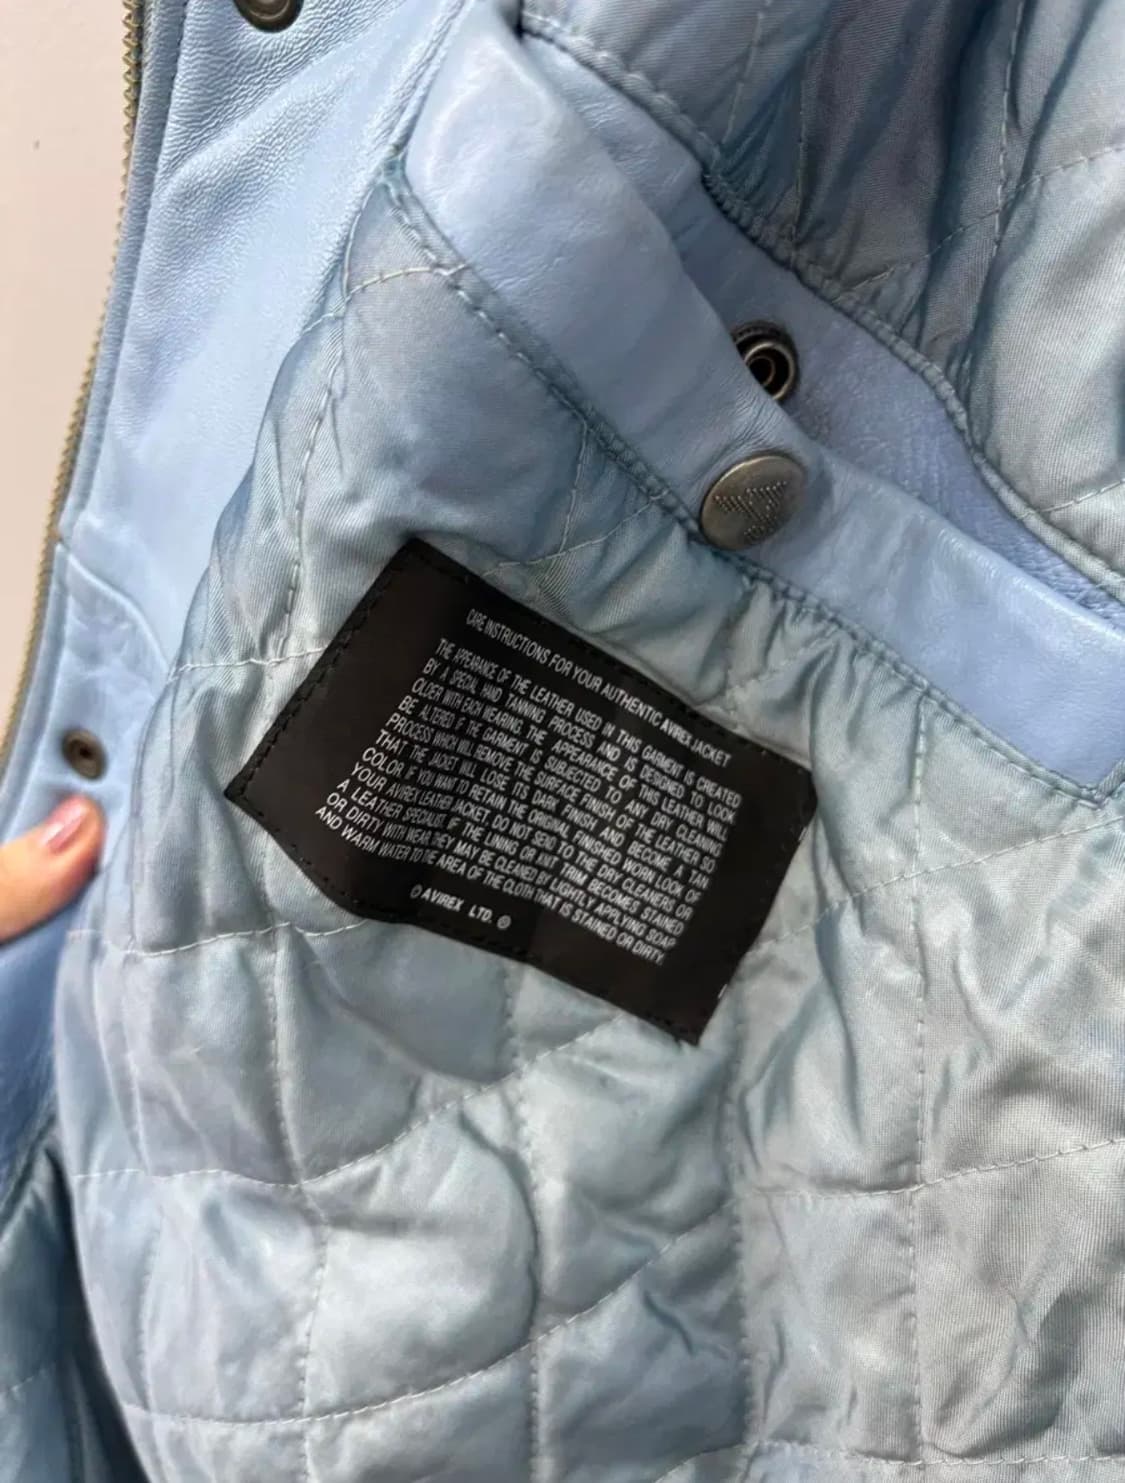 CARE INSTRUCTIONS FOR YOUR AUTHENTIC AVIREX JACKET
THE APPEARANCE OF THE LEATHER USED IN THIS GARMENT IS CREATED
BY A SPECIAL HAND TANNING PROCESS AND IS DESIGNED TO LOOK
OLDER WITH EACH WEARING. THE APPEARANCE OF THIS LEATHER WILL
BE ALTERED IF THE GARMENT IS SUBJECTED TO ANY DRY CLEANING
PROCESS WHICH WILL REMOVE THE SURFACE FINISH OF THE LEATHER SO
THAT THE JACKET WILL LOSE ITS DARK FINISH AND BECOME A TAN
COLOR. IF YOU WANT TO RETAIN THE ORIGINAL FINISHED WORN LOOK OF
YOUR AVIREX LEATHER JACKET DO NOT SEND TO THE DRY CLEANERS OR
A LEATHER SPECIALIST. IF THE LINING OR KNIT TRIM BECOMES STAINED
OR DIRTY WITH WEAR, THEY MAY BE CLEANED BY LIGHTLY APPLYING SOAP
AND WARM WATER TO THE AREA OF THE CLOTH THAT IS STAINED OR DIRTY.
© AVIREX LTD. ®